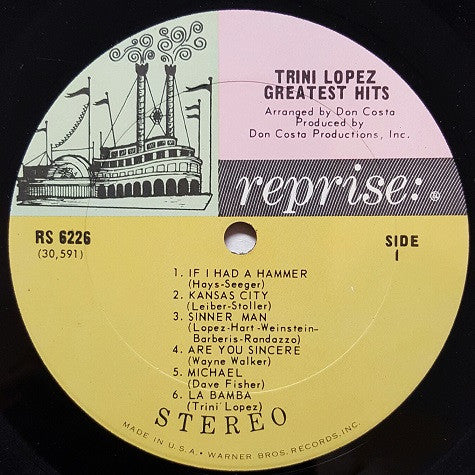 TRINI LOPEZ
GREATEST HITS
Arranged by Don Costa
Produced by
Don Costa Productions, Inc.
reprise: ®
RS 6226
(30,591)
SIDE
1
1. IF I HAD A HAMMER
(Hays-Seeger)
2. KANSAS CITY
(Leiber-Stoller)
3. SINNER MAN
(Lopez-Hart-Weinstein-
Barberis-Randazzo)
4. ARE YOU SINCERE
(Wayne Walker)
5. MICHAEL
(Dave Fisher)
6. LA BAMBA
(Trini Lopez)
STEREO
MADE IN U.S.A. • WARNER BROS. RECORDS, INC.